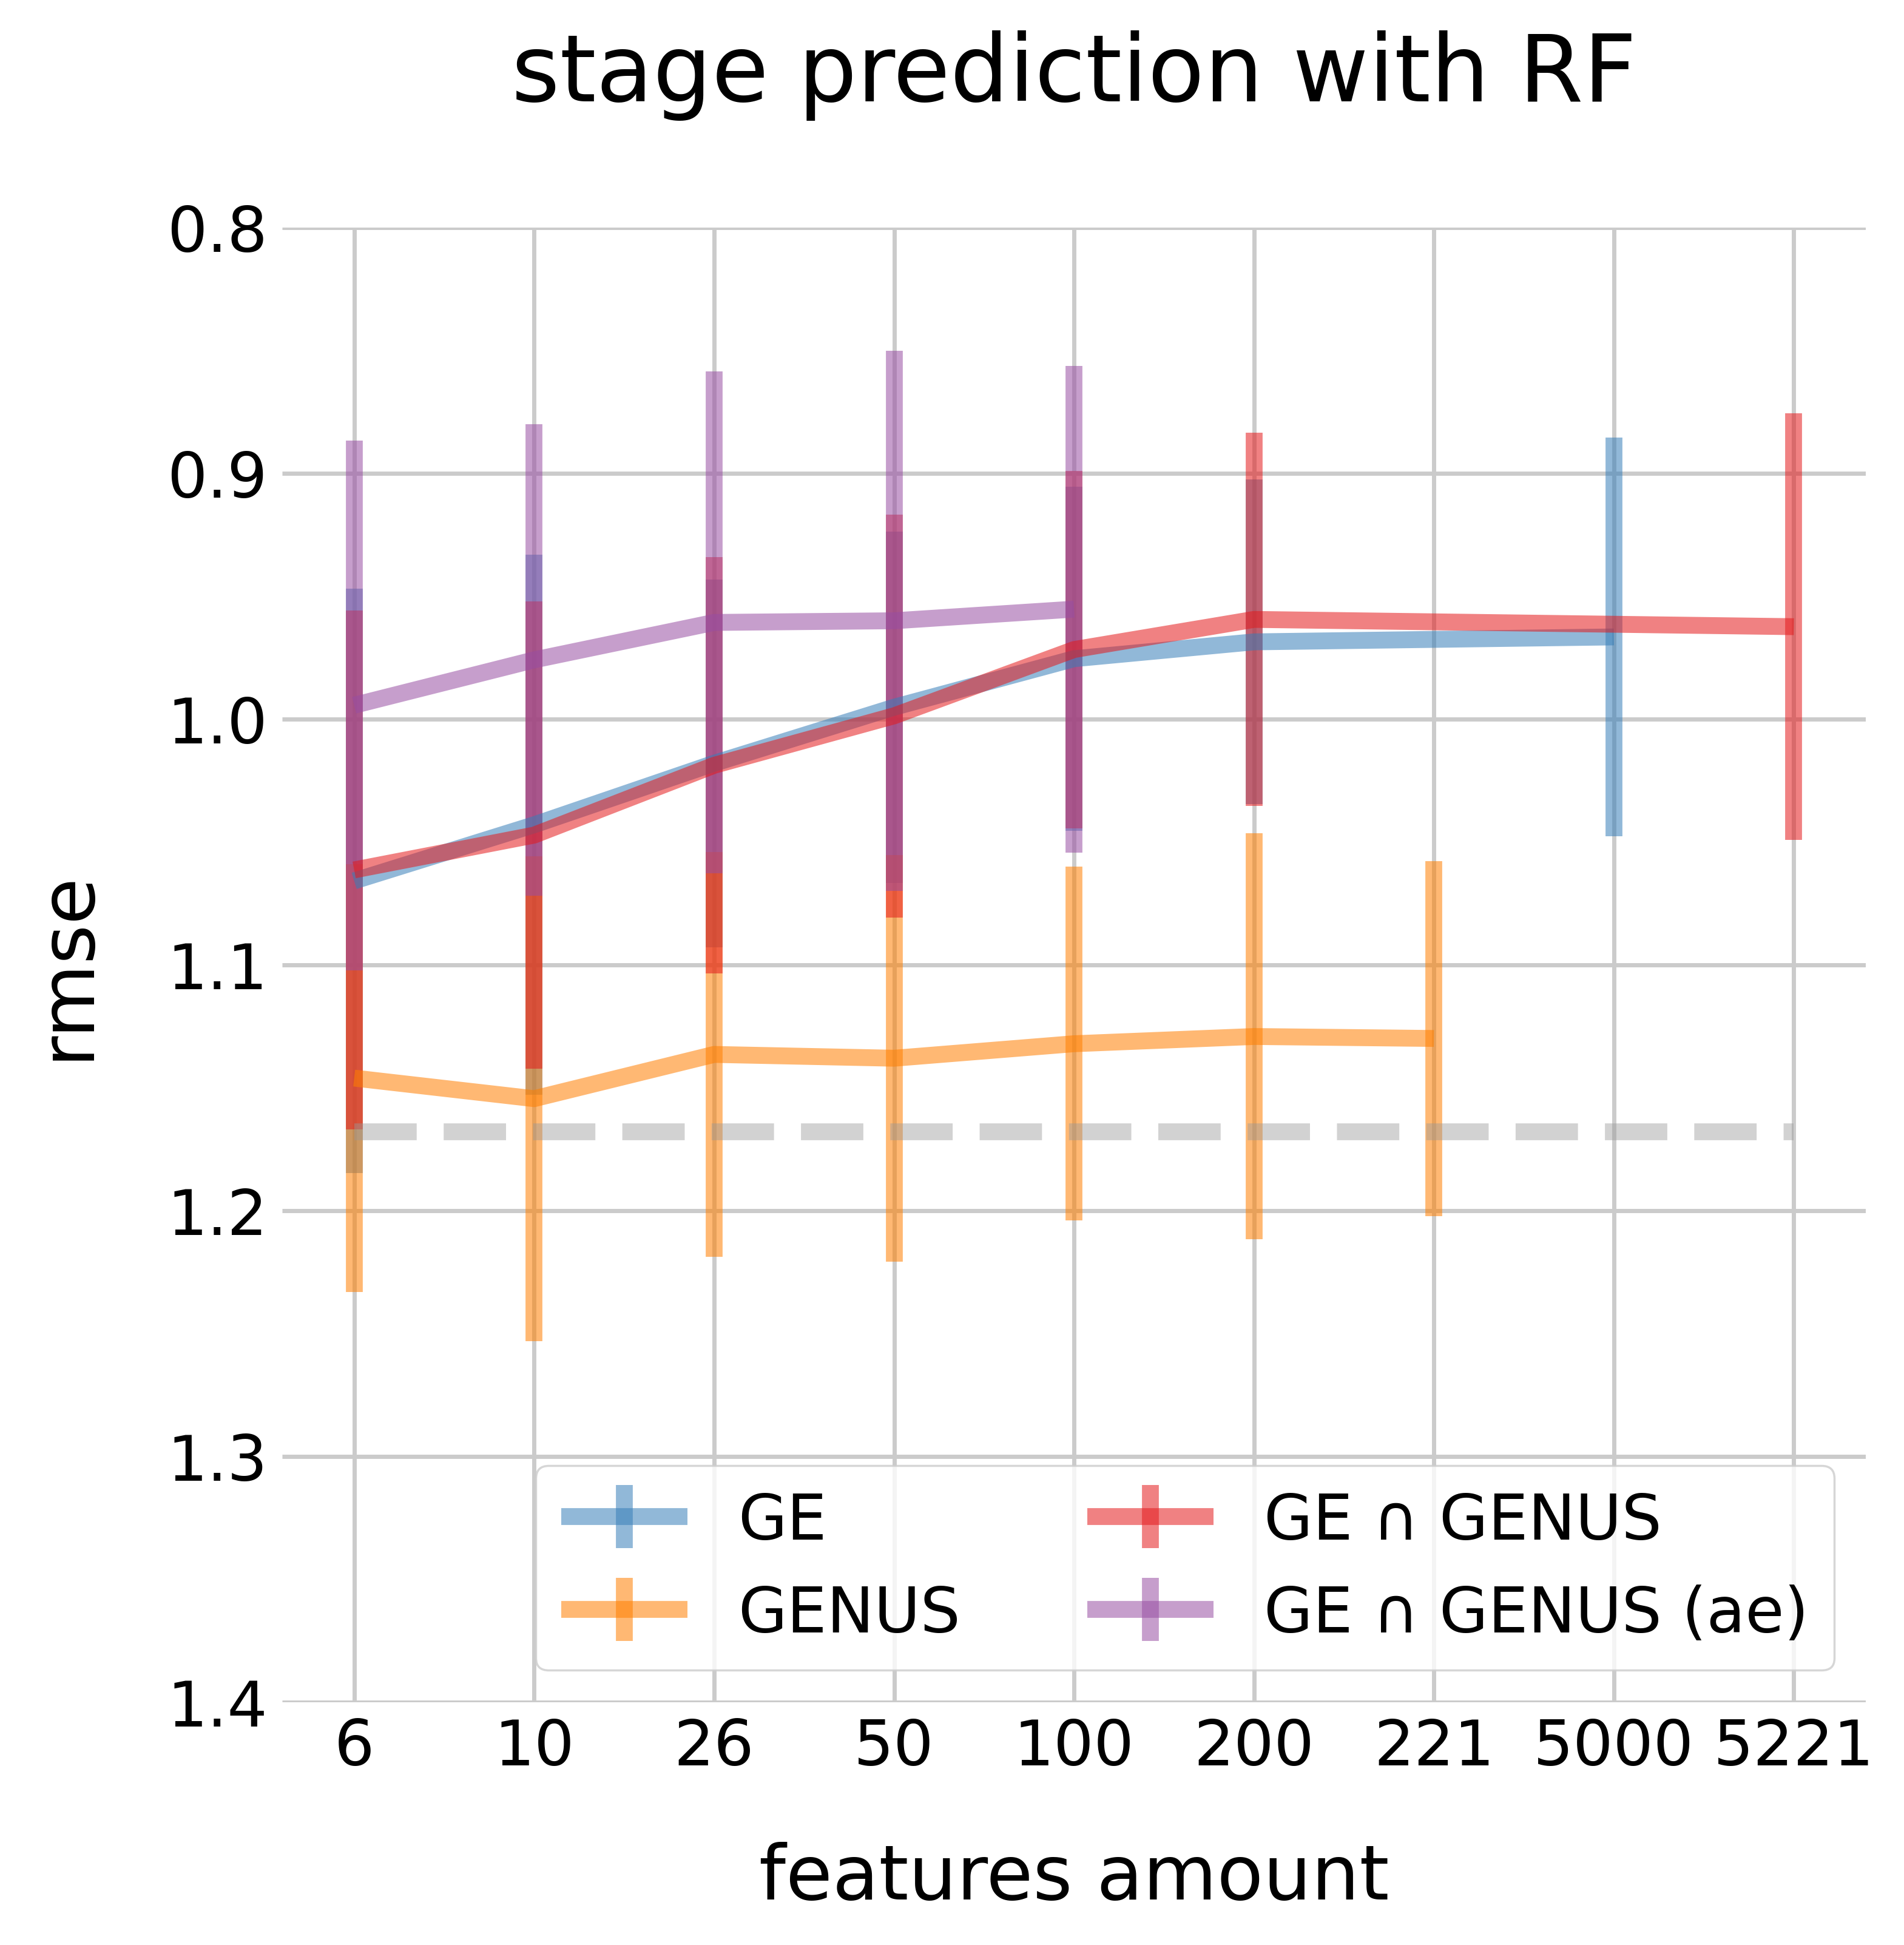 stage prediction with RF
0.8
0.9
1.0
1.1
1.2
1.3
1.4
rmse
GE
GENUS
GE ∩ GENUS
GE ∩ GENUS (ae)
6 10 26 50 100 200 221 5000 5221
features amount